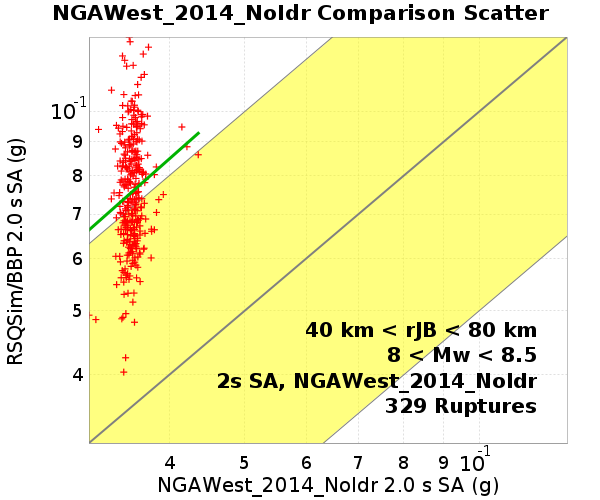 NGAWest_2014_NoIdr Comparison Scatter
RSQSim/BBP 2.0 s SA (g)
10-1
9
8
7
6
5
4
40 km < rJB < 80 km
8 < Mw < 8.5
2s SA, NGAWest_2014_NoIdr
329 Ruptures
4 5 6 7 8 9 10-1
NGAWest_2014_NoIdr 2.0 s SA (g)